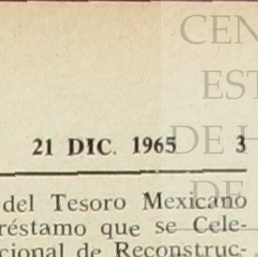 CEN
EST
21 DIC. 1965 3
DE H
DE
del Tesoro Mexicano
réstamo que se Cele-
cional de Reconstruc-